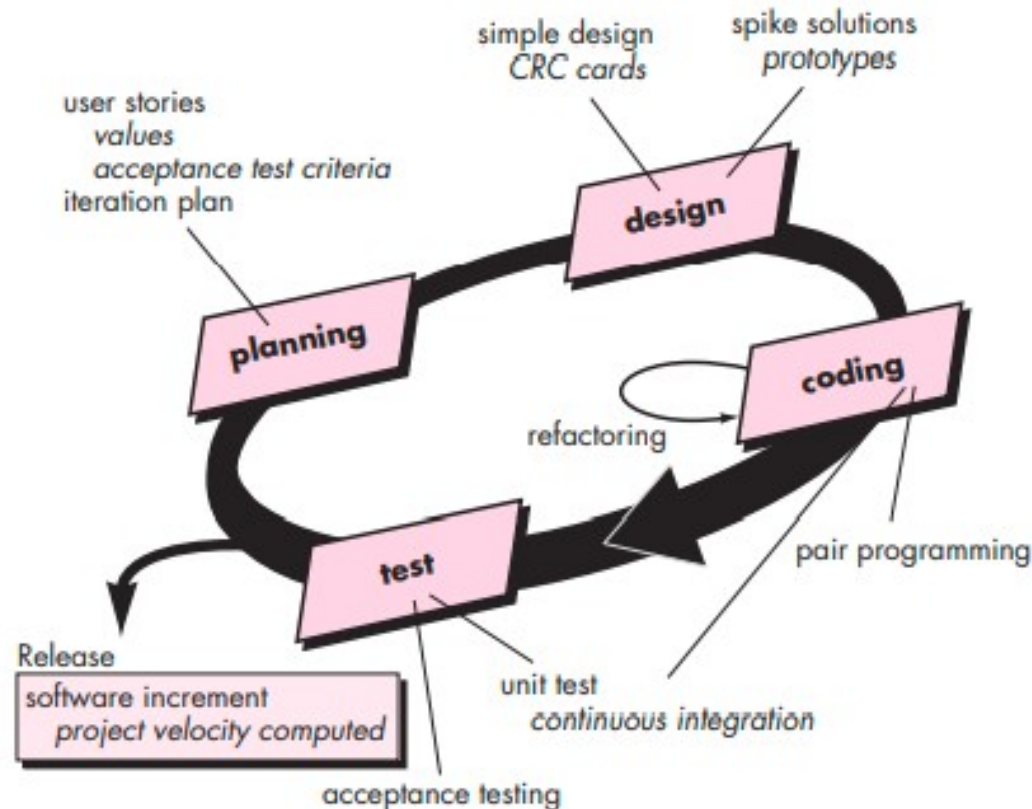 simple design
CRC cards
spike solutions
prototypes
user stories
values
acceptance test criteria
iteration plan
design
planning
coding
refactoring
test
pair programming
Release
software increment
project velocity computed
unit test
continuous integration
acceptance testing